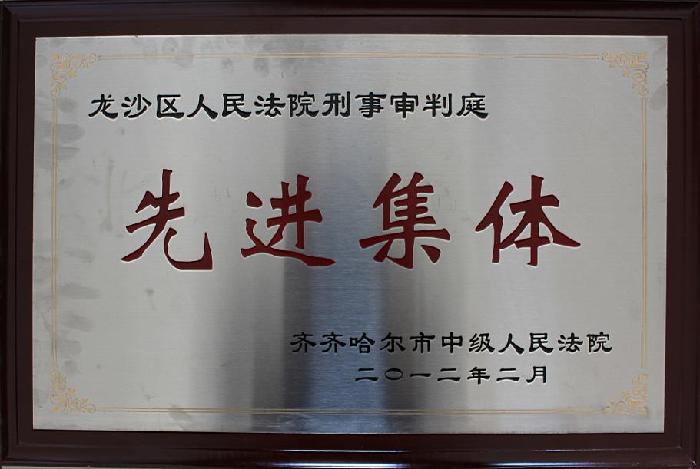 龙沙区人民法院刑事审判庭
先进集体
齐齐哈尔市中级人民法院
二〇一二年二月